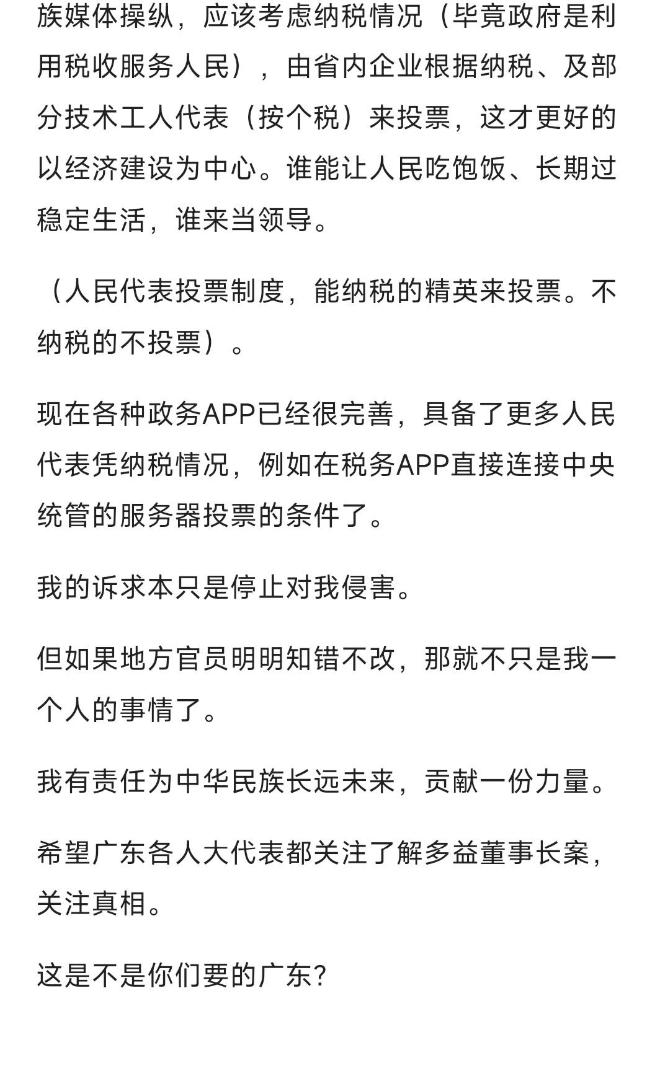 族媒体操纵，应该考虑纳税情况（毕竟政府是利
用税收服务人民），由省内企业根据纳税、及部
分技术工人代表（按个税）来投票，这才更好的
以经济建设为中心。谁能让人民吃饱饭、长期过
稳定生活，谁来当领导。
（人民代表投票制度，能纳税的精英来投票。不
纳税的不投票）。
现在各种政务APP已经很完善，具备了更多人民
代表凭纳税情况，例如在税务APP直接连接中央
统管的服务器投票的条件了。
我的诉求本只是停止对我侵害。
但如果地方官员明明知错不改，那就不只是我一
个人的事情了。
我有责任为中华民族长远未来，贡献一份力量。
希望广东各人大代表都关注了解多益董事长案，
关注真相。
这是不是你们要的广东？